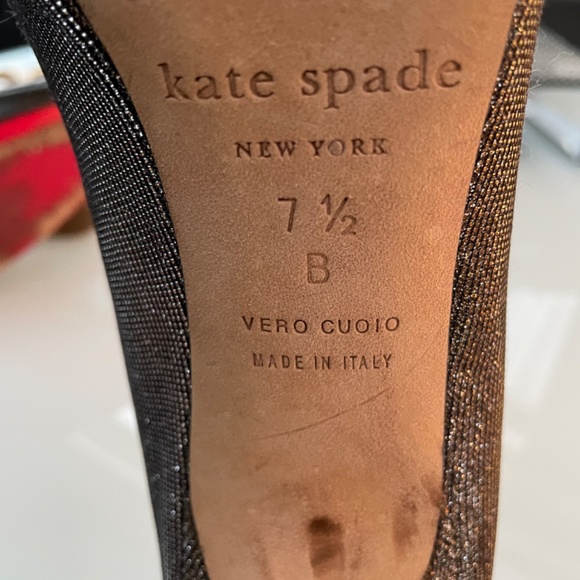 kate spade
NEW YORK
7 ½
B
VERO CUOIO
MADE IN ITALY